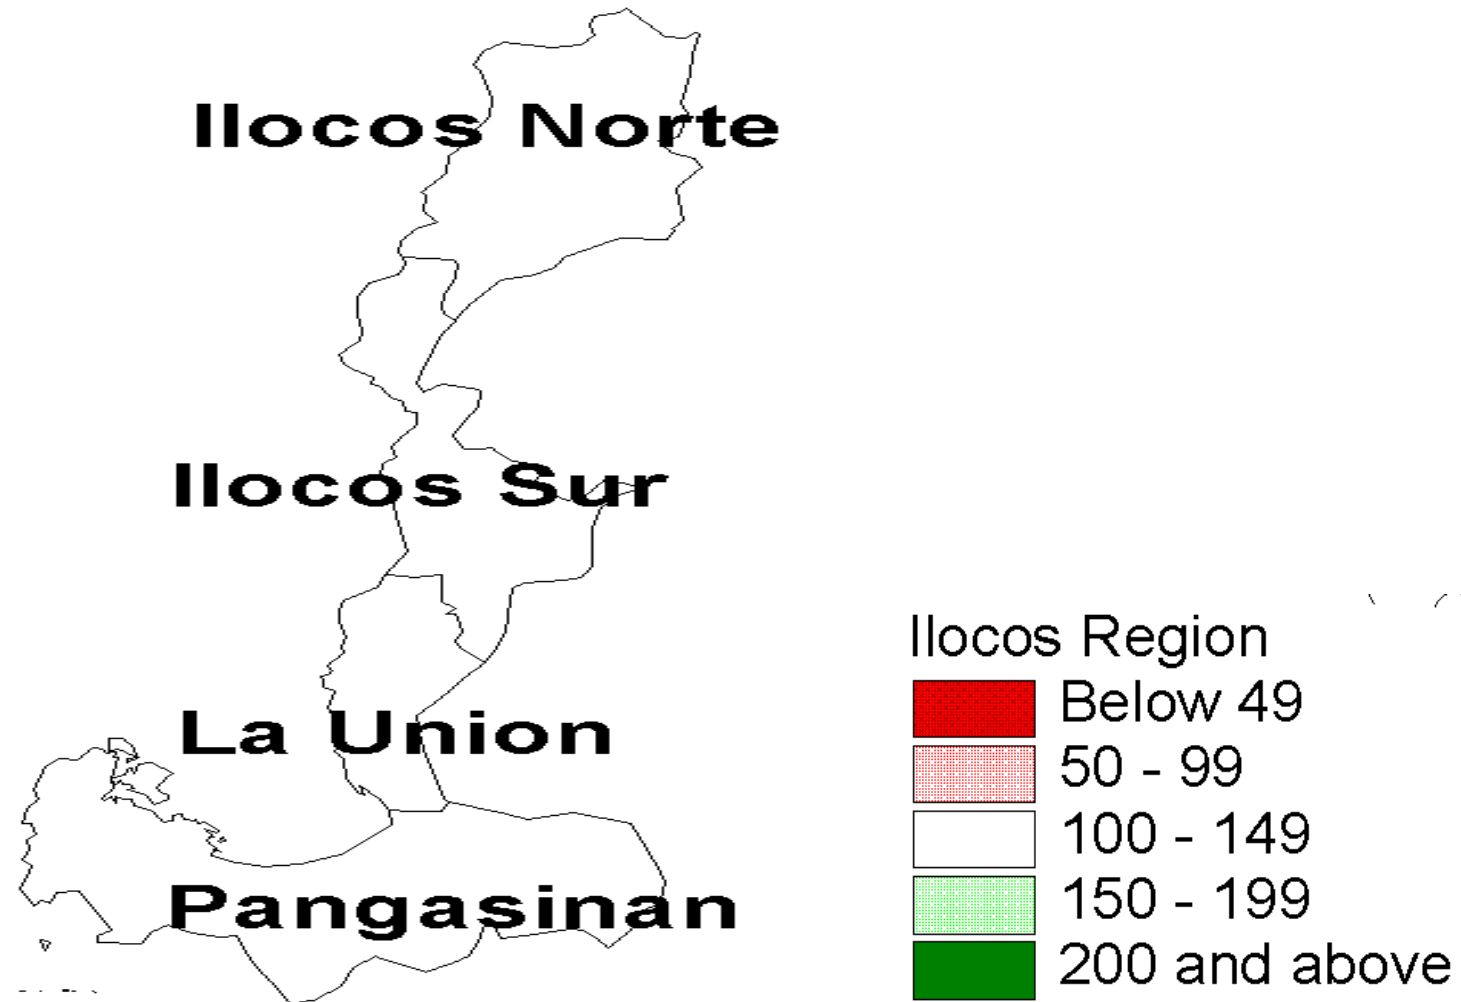 Ilocos Norte
Ilocos Sur
La Union
Pangasinan
Ilocos Region
Below 49
50 - 99
100 - 149
150 - 199
200 and above